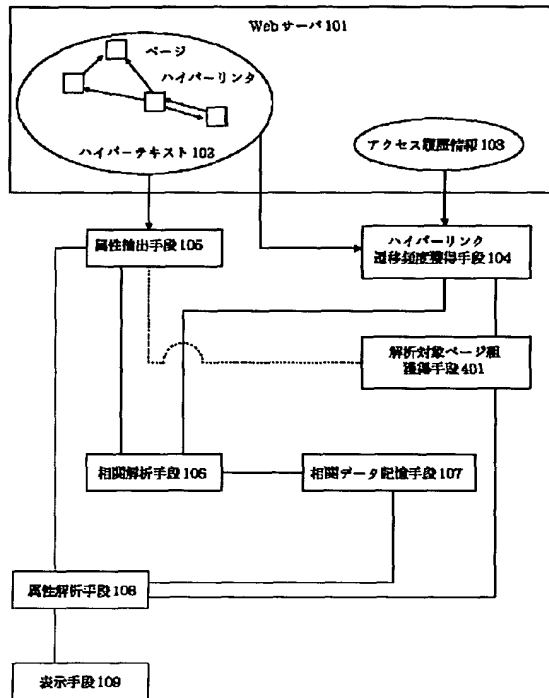 Webサーバ101
ページ
ハイパーリンク
ハイパーテキスト102
アクセス履歴情報103
属性抽出手段105
ハイパーリンク
遷移頻度獲得手段104
解析対象ページ組
獲得手段401
相関解析手段106
相関データ記憶手段107
属性解析手段108
表示手段109